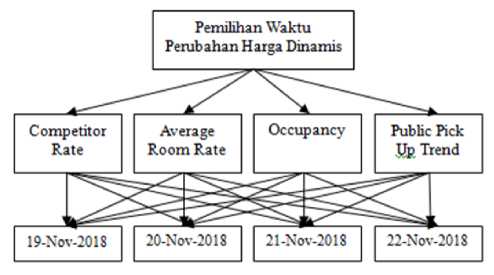 Pemilihan Waktu
Perubahan Harga Dinamis
Competitor
Rate
Average
Room Rate
Occupancy
Public Pick
Up Trend
19-Nov-2018
20-Nov-2018
21-Nov-2018
22-Nov-2018